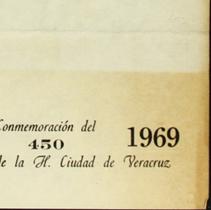 Conmemoración del
450
1969
de la H. Ciudad de Veracruz